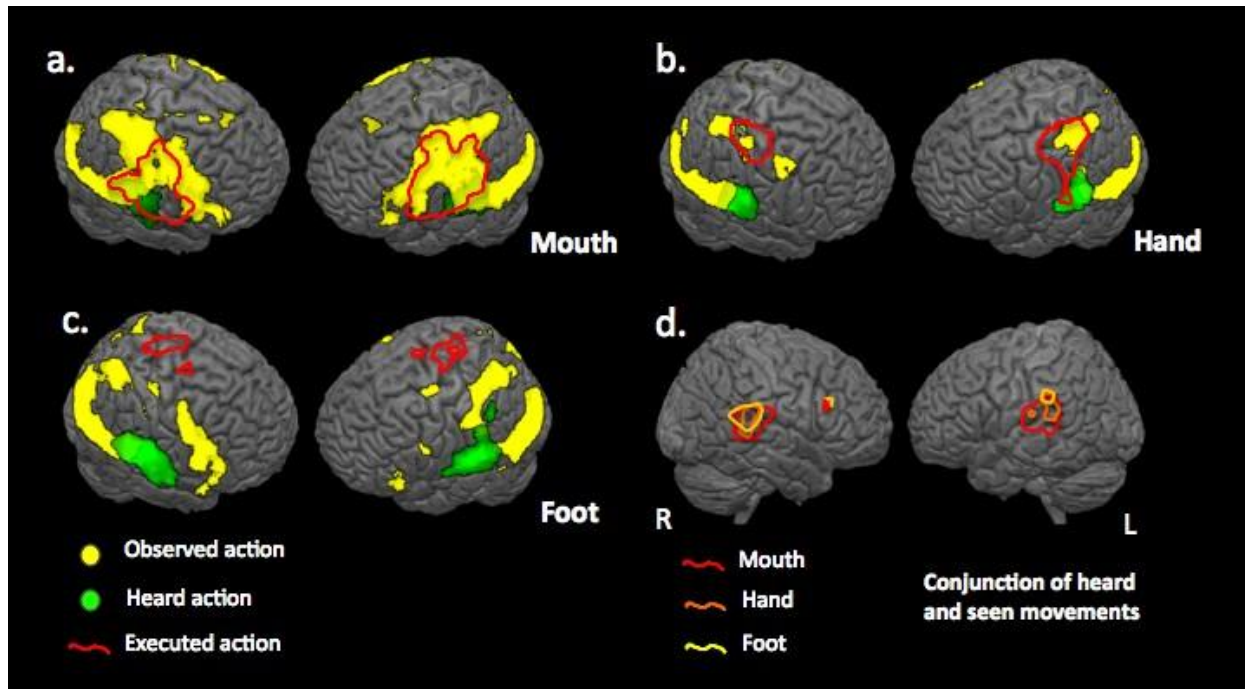 a.
Mouth
b.
Hand
c.
Foot
d.
R
L
Observed action
Heard action
Executed action
Mouth
Hand
Foot
Conjunction of heard
and seen movements